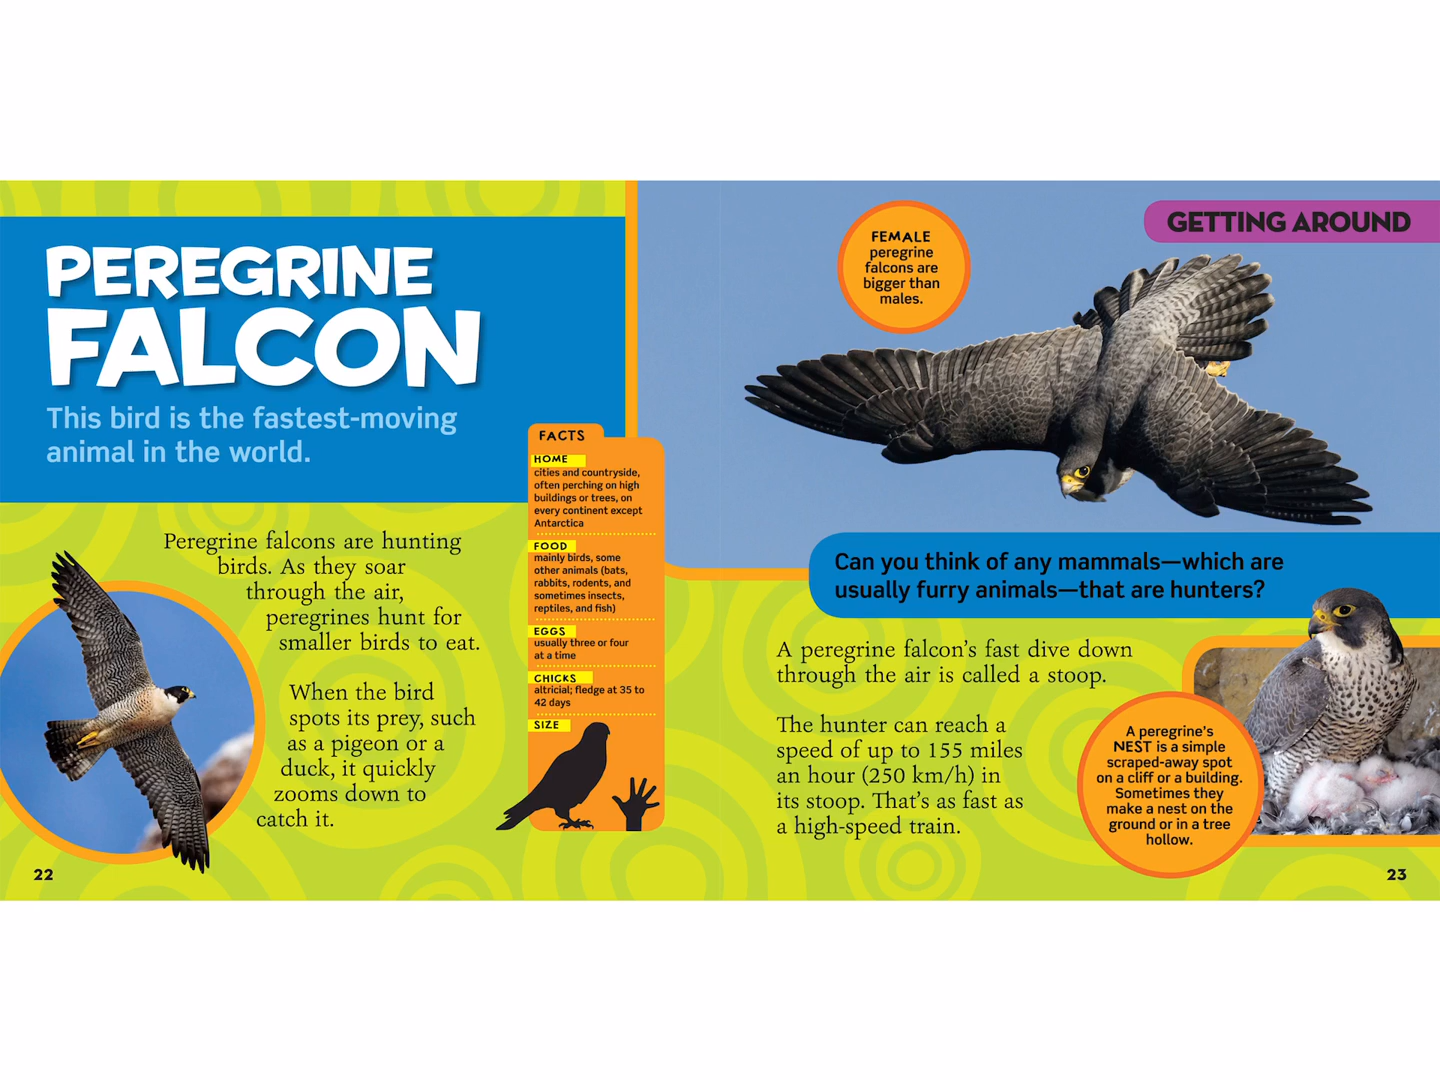 PEREGRINE
FALCON
This bird is the fastest-moving
animal in the world.
Peregrine falcons are hunting
birds. As they soar
through the air,
peregrines hunt for
smaller birds to eat.
When the bird
spots its prey, such
as a pigeon or a
duck, it quickly
zooms down to
catch it.
FACTS
HOME
cities and countryside,
often perching on high
buildings or trees, on
every continent except
Antarctica
FOOD
mainly birds, some
other animals (bats,
rabbits, rodents, and
sometimes insects,
reptiles, and fish)
EGGS
usually three or four
at a time
CHICKS
altricial; fledge at 35 to
42 days
SIZE
22
GETTING AROUND
FEMALE
peregrine
falcons are
bigger than
males.
Can you think of any mammals—which are
usually furry animals—that are hunters?
A peregrine falcon's fast dive down
through the air is called a stoop.
The hunter can reach a
speed of up to 155 miles
an hour (250 km/h) in
its stoop. That's as fast as
a high-speed train.
A peregrine's
NEST is a simple
scraped-away spot
on a cliff or a building.
Sometimes they
make a nest on the
ground or in a tree
hollow.
23